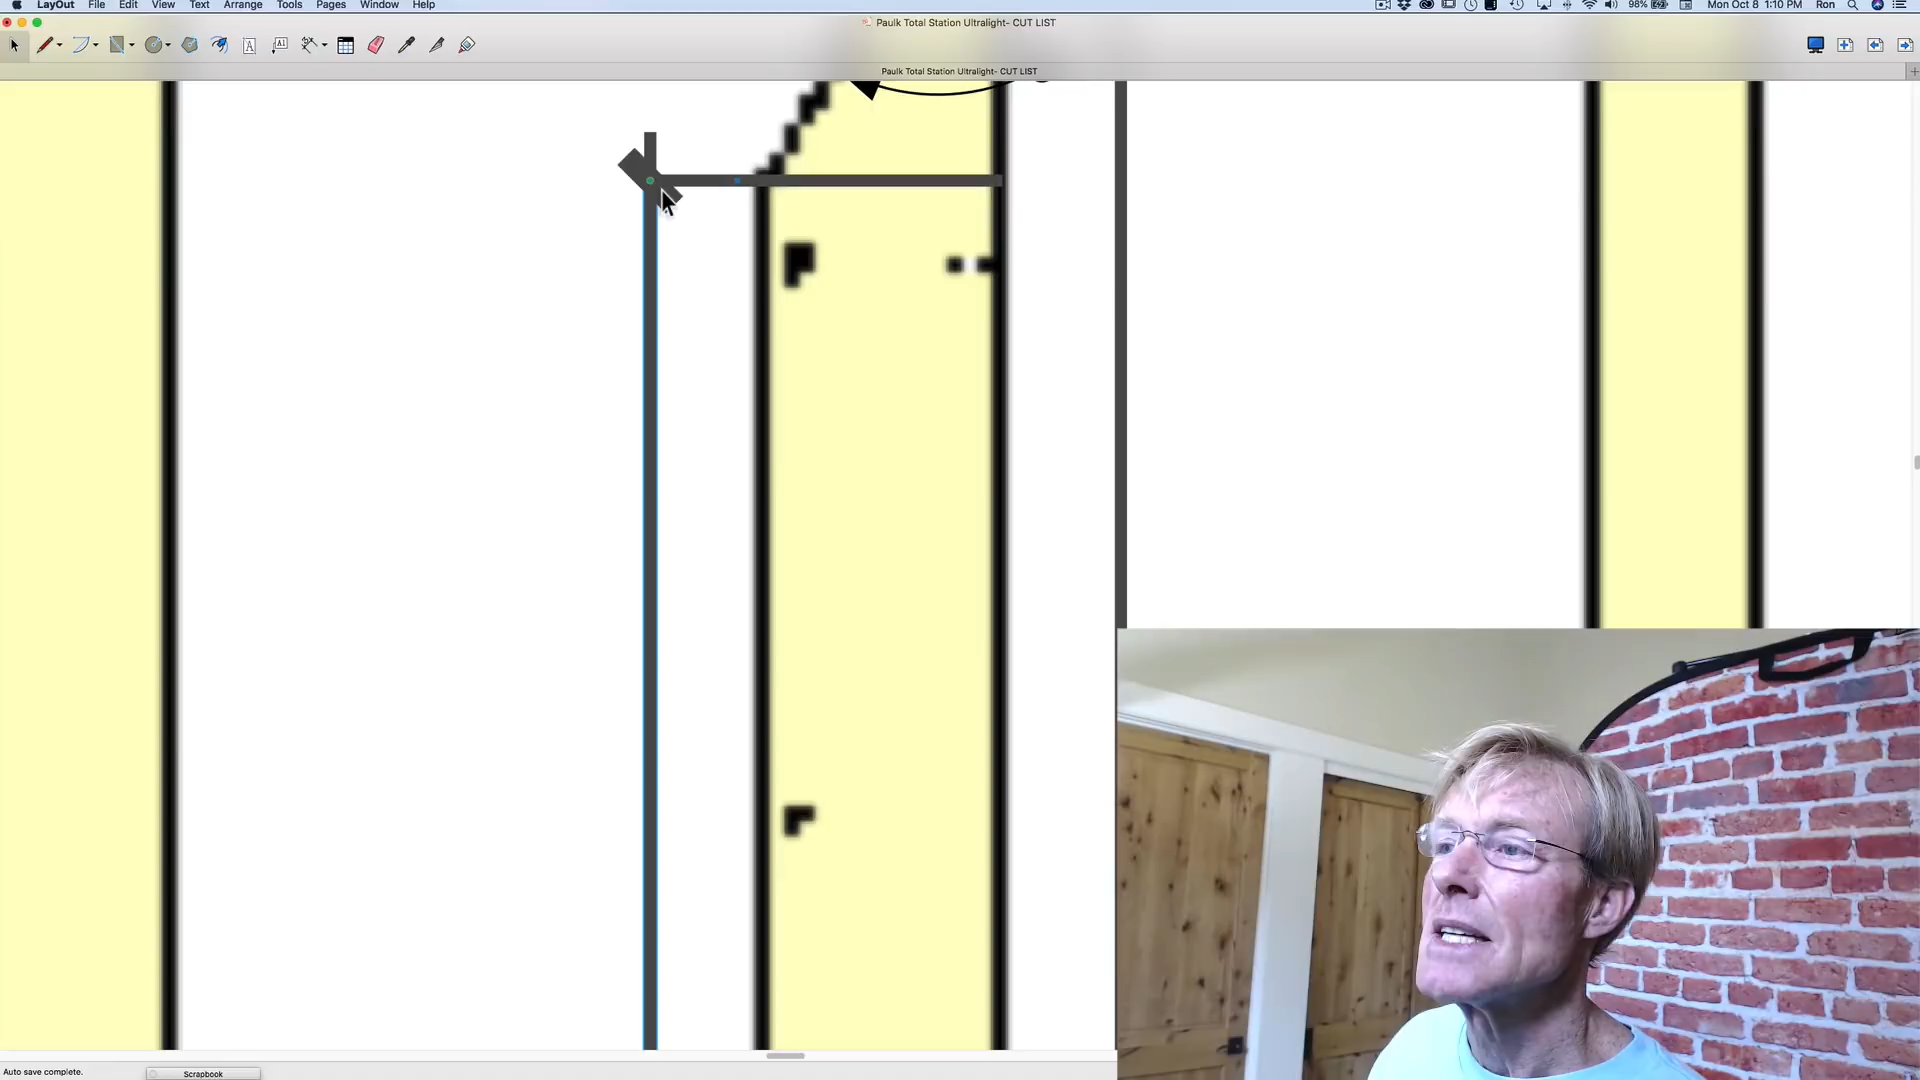 LayOut File Edit View Text Arrange Tools Pages Window Help
98% Mon Oct 8 1:10 PM Ron
Paulk Total Station Ultralight- CUT LIST
A A
Paulk Total Station Ultralight- CUT LIST
Auto save complete.
Scrapbook